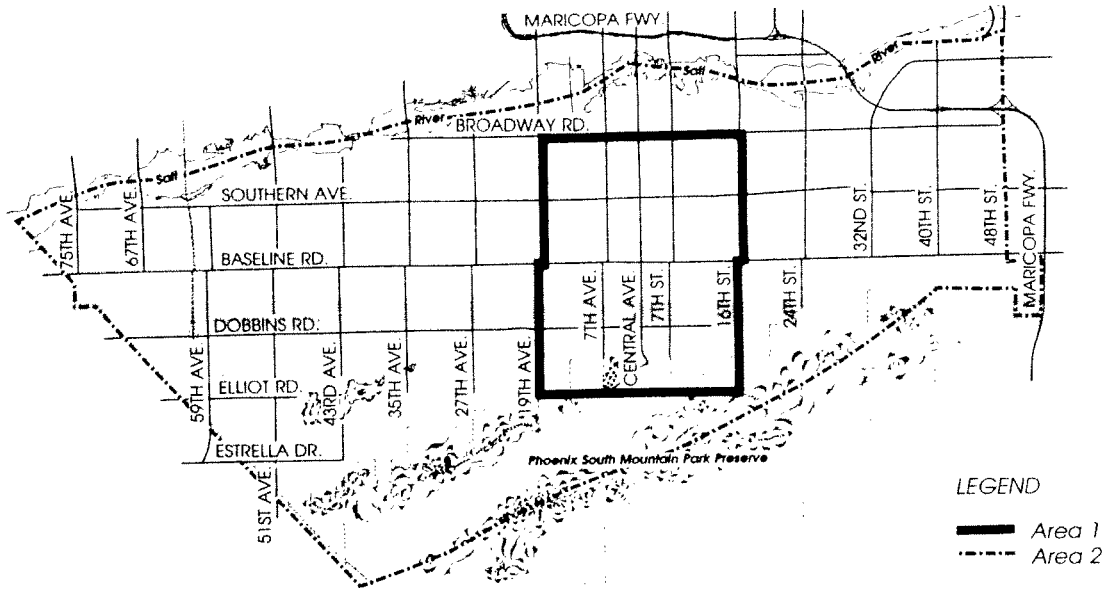 MARICOPA FWY.
Salt
River
River
BROADWAY RD.
Salt
SOUTHERN AVE.
75TH AVE.
67TH AVE.
32ND ST.
40TH ST.
48TH ST.
MARICOPA FWY.
BASELINE RD.
7TH AVE.
CENTRAL AVE.
7TH ST.
16TH ST.
24TH ST.
DOBBINS RD.
59TH AVE.
ELLIOT RD.
43RD AVE.
35TH AVE.
27TH AVE.
19TH AVE.
ESTRELLA DR.
Phoenix South Mountain Park Preserve
51ST AVE.
LEGEND
Area 1
Area 2